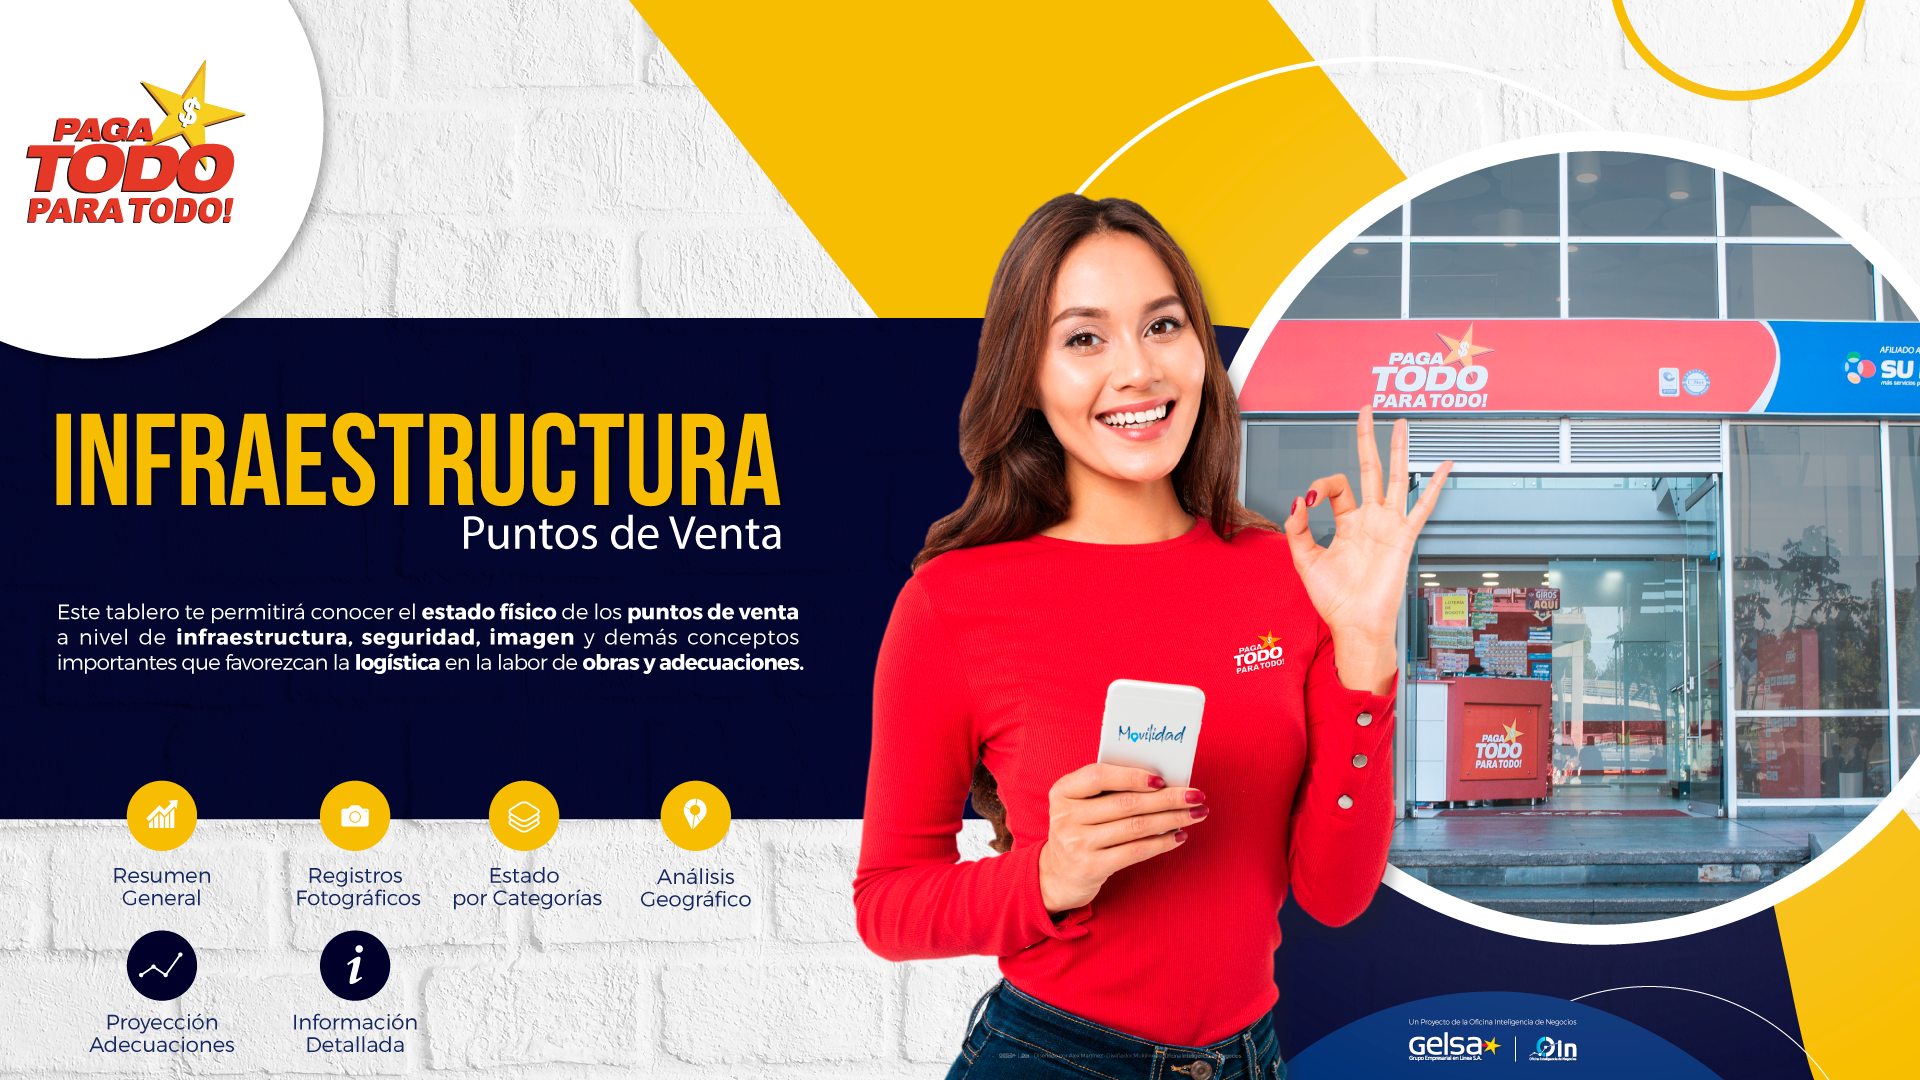 PAGA
TODO
PARA TODO!
INFRAESTRUCTURA
Puntos de Venta
Este tablero te permitirá conocer el estado físico de los puntos de venta
a nivel de infraestructura, seguridad, imagen y demás conceptos
importantes que favorezcan la logística en la labor de obras y adecuaciones.
Resumen
General
Registros
Fotográficos
Estado
por Categorías
Análisis
Geográfico
Proyección
Adecuaciones
Información
Detallada
PAGA
TODO
PARA TODO!
AFILIADO A
SU
más servicios
GIROS
AQUÍ
LOTERIA
DE
BOGOTA
PAGA
TODO
PARA TODO!
Movilidad
PAGA
TODO
PARA TODO!
Un Proyecto de la Oficina Inteligencia de Negocios
Gelsa
Grupo Empresarial en Línea S.A.
Oin
Oficina Inteligencia de Negocios